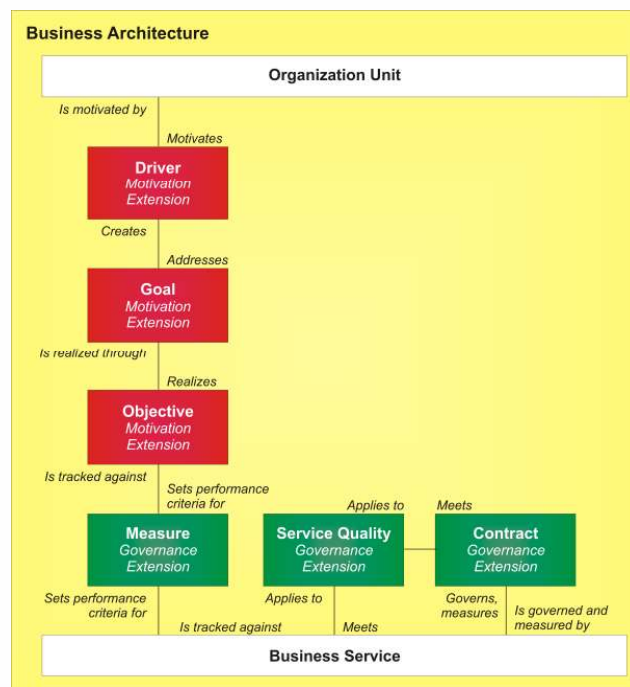 Business Architecture
Organization Unit
Is motivated by
Motivates
Driver
Motivation
Extension
Creates
Addresses
Goal
Motivation
Extension
Is realized through
Realizes
Objective
Motivation
Extension
Is tracked against
Sets performance
criteria for
Applies to
Meets
Measure
Governance
Extension
Service Quality
Governance
Extension
Contract
Governance
Extension
Sets performance
criteria for
Is tracked against
Applies to
Meets
Governs,
measures
Is governed and
measured by
Business Service